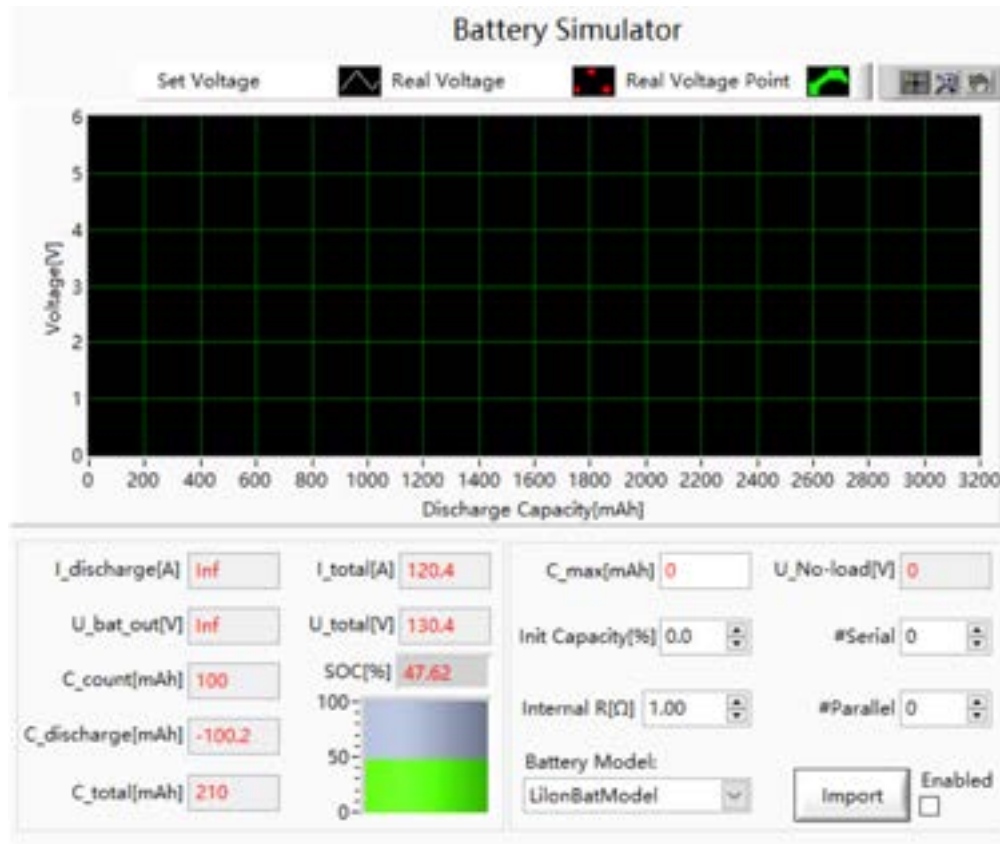 Battery Simulator
Set Voltage Real Voltage Real Voltage Point
6
5
4
3
2
1
0
Voltage[V]
0 200 400 600 800 1000 1200 1400 1600 1800 2000 2200 2400 2600 2800 3000 3200
Discharge Capacity[mAh]
I_discharge[A] Inf I_total[A] 120.4
U_bat_out[V] Inf U_total[V] 130.4
C_count[mAh] 100 SOC[%] 47.62
C_discharge[mAh] -100.2
C_total[mAh] 210
100
50
0
C_max[mAh] 0 U_No-load[V] 0
Init Capacity[%] 0.0 #Serial 0
Internal R[Ω] 1.00 #Parallel 0
Battery Model:
LiIonBatModel Import Enabled